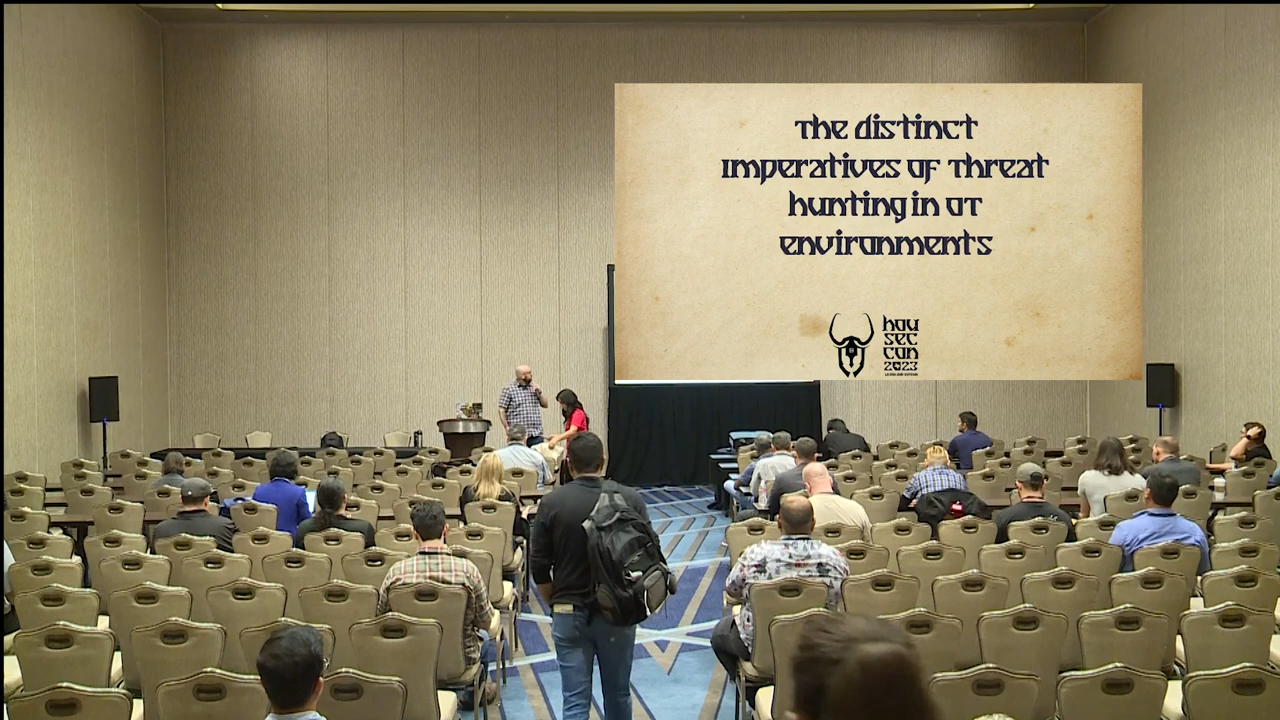 The Distinct
Imperatives of Threat
Hunting in OT
Environments
HOU
SEC
CON
2023